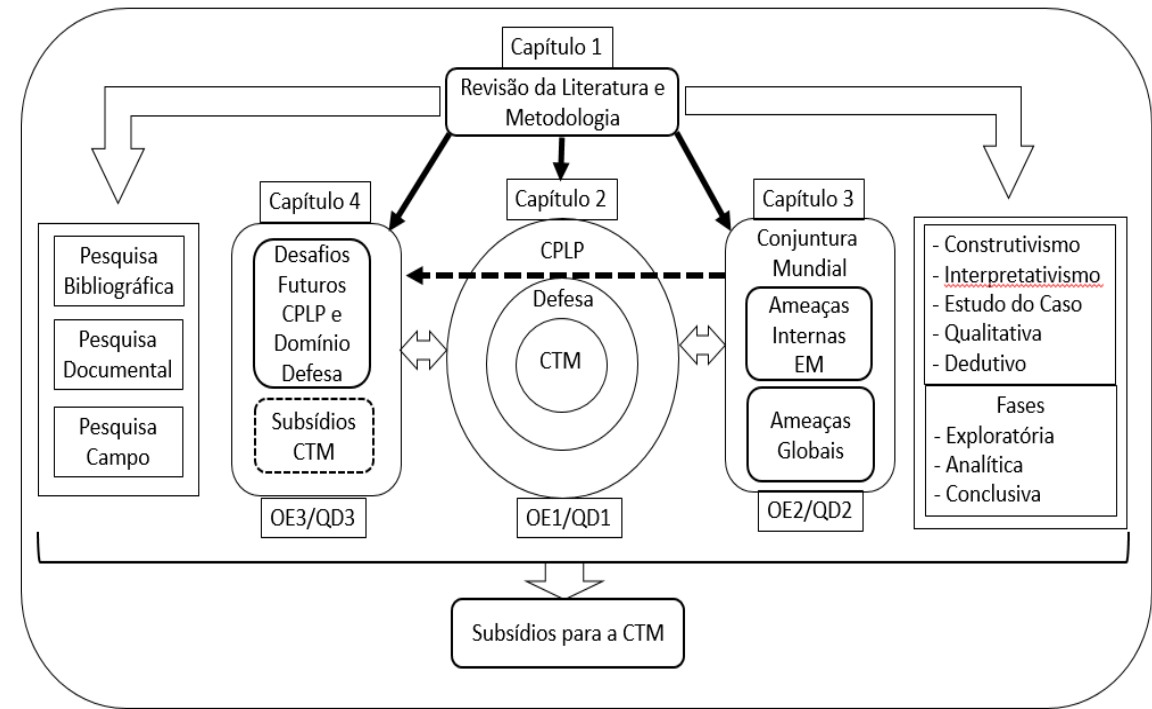 Capítulo 1
Revisão da Literatura e
Metodologia
Pesquisa
Bibliográfica
Pesquisa
Documental
Pesquisa
Campo
Capítulo 4
Desafios
Futuros
CPLP e
Domínio
Defesa
Subsídios
CTM
OE3/QD3
Capítulo 2
CPLP
Defesa
CTM
OE1/QD1
Capítulo 3
Conjuntura
Mundial
Ameaças
Internas
EM
Ameaças
Globais
OE2/QD2
- Construtivismo
- Interpretativismo
- Estudo do Caso
- Qualitativa
- Dedutivo
Fases
- Exploratória
- Analítica
- Conclusiva
Subsídios para a CTM